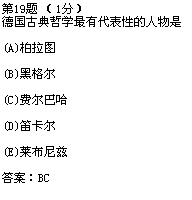 第19题 （ 1分）
德国古典哲学最有代表性的人物是
(A)柏拉图
(B)黑格尔
(C)费尔巴哈
(D)笛卡尔
(E)莱布尼兹
答案：BC